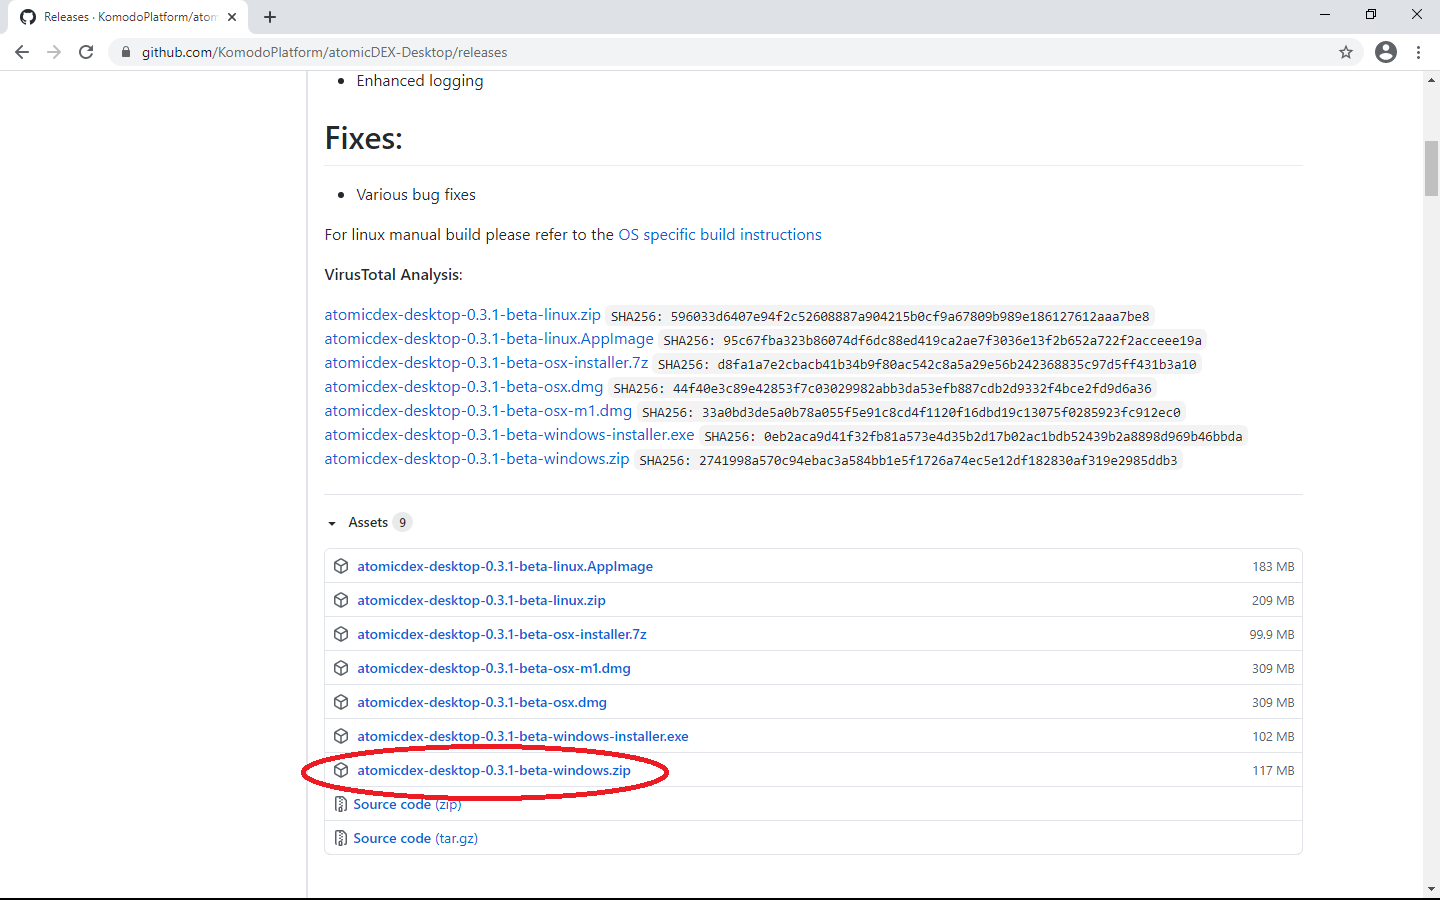 Releases · KomodoPlatform/atom
github.com/KomodoPlatform/atomicDEX-Desktop/releases
Enhanced logging
Fixes:
Various bug fixes
For linux manual build please refer to the OS specific build instructions
VirusTotal Analysis:
atomicdex-desktop-0.3.1-beta-linux.zip SHA256: 596033d6407e94f2c52608887a904215b0cf9a67809b989e186127612aaa7be8
atomicdex-desktop-0.3.1-beta-linux.AppImage SHA256: 95c67fba323b86074df6dc88ed419ca2ae7f3036e13f2b652a722f2acceee19a
atomicdex-desktop-0.3.1-beta-osx-installer.7z SHA256: d8fa1a7e2cbacb41b34b9f80ac542c8a5a29e56b242368835c97d5ff431b3a10
atomicdex-desktop-0.3.1-beta-osx.dmg SHA256: 44f40e3c89e42853f7c03029982abb3da53efb887cdb2d9332f4bce2fd9d6a36
atomicdex-desktop-0.3.1-beta-osx-m1.dmg SHA256: 33a0bd3de5a0b78a055f5e91c8cd4f1120f16dbd19c13075f0285923fc912ec0
atomicdex-desktop-0.3.1-beta-windows-installer.exe SHA256: 0eb2aca9d41f32fb81a573e4d35b2d17b02ac1bdb52439b2a8898d969b46bbda
atomicdex-desktop-0.3.1-beta-windows.zip SHA256: 2741998a570c94ebac3a584bb1e5f1726a74ec5e12df182830af319e2985ddb3
Assets 9
atomicdex-desktop-0.3.1-beta-linux.AppImage 183 MB
atomicdex-desktop-0.3.1-beta-linux.zip 209 MB
atomicdex-desktop-0.3.1-beta-osx-installer.7z 99.9 MB
atomicdex-desktop-0.3.1-beta-osx-m1.dmg 309 MB
atomicdex-desktop-0.3.1-beta-osx.dmg 309 MB
atomicdex-desktop-0.3.1-beta-windows-installer.exe 102 MB
atomicdex-desktop-0.3.1-beta-windows.zip 117 MB
Source code (zip)
Source code (tar.gz)